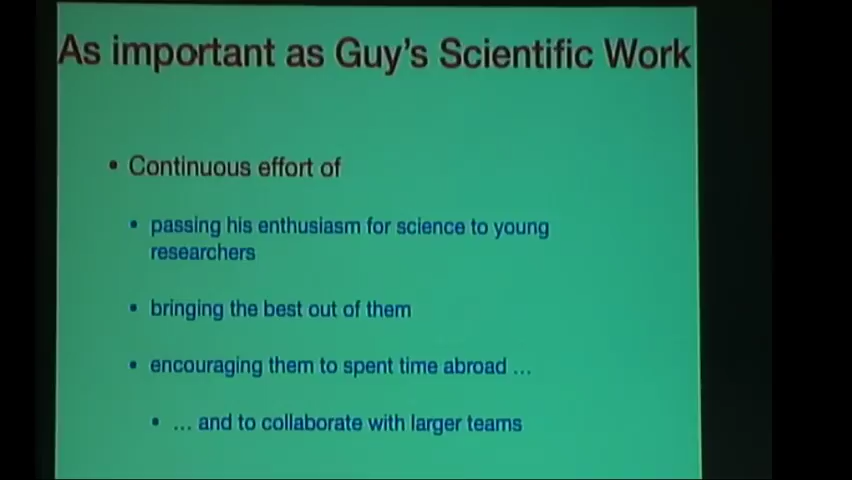 As important as Guy's Scientific Work
• Continuous effort of
• passing his enthusiasm for science to young
researchers
• bringing the best out of them
• encouraging them to spent time abroad ...
• ... and to collaborate with larger teams